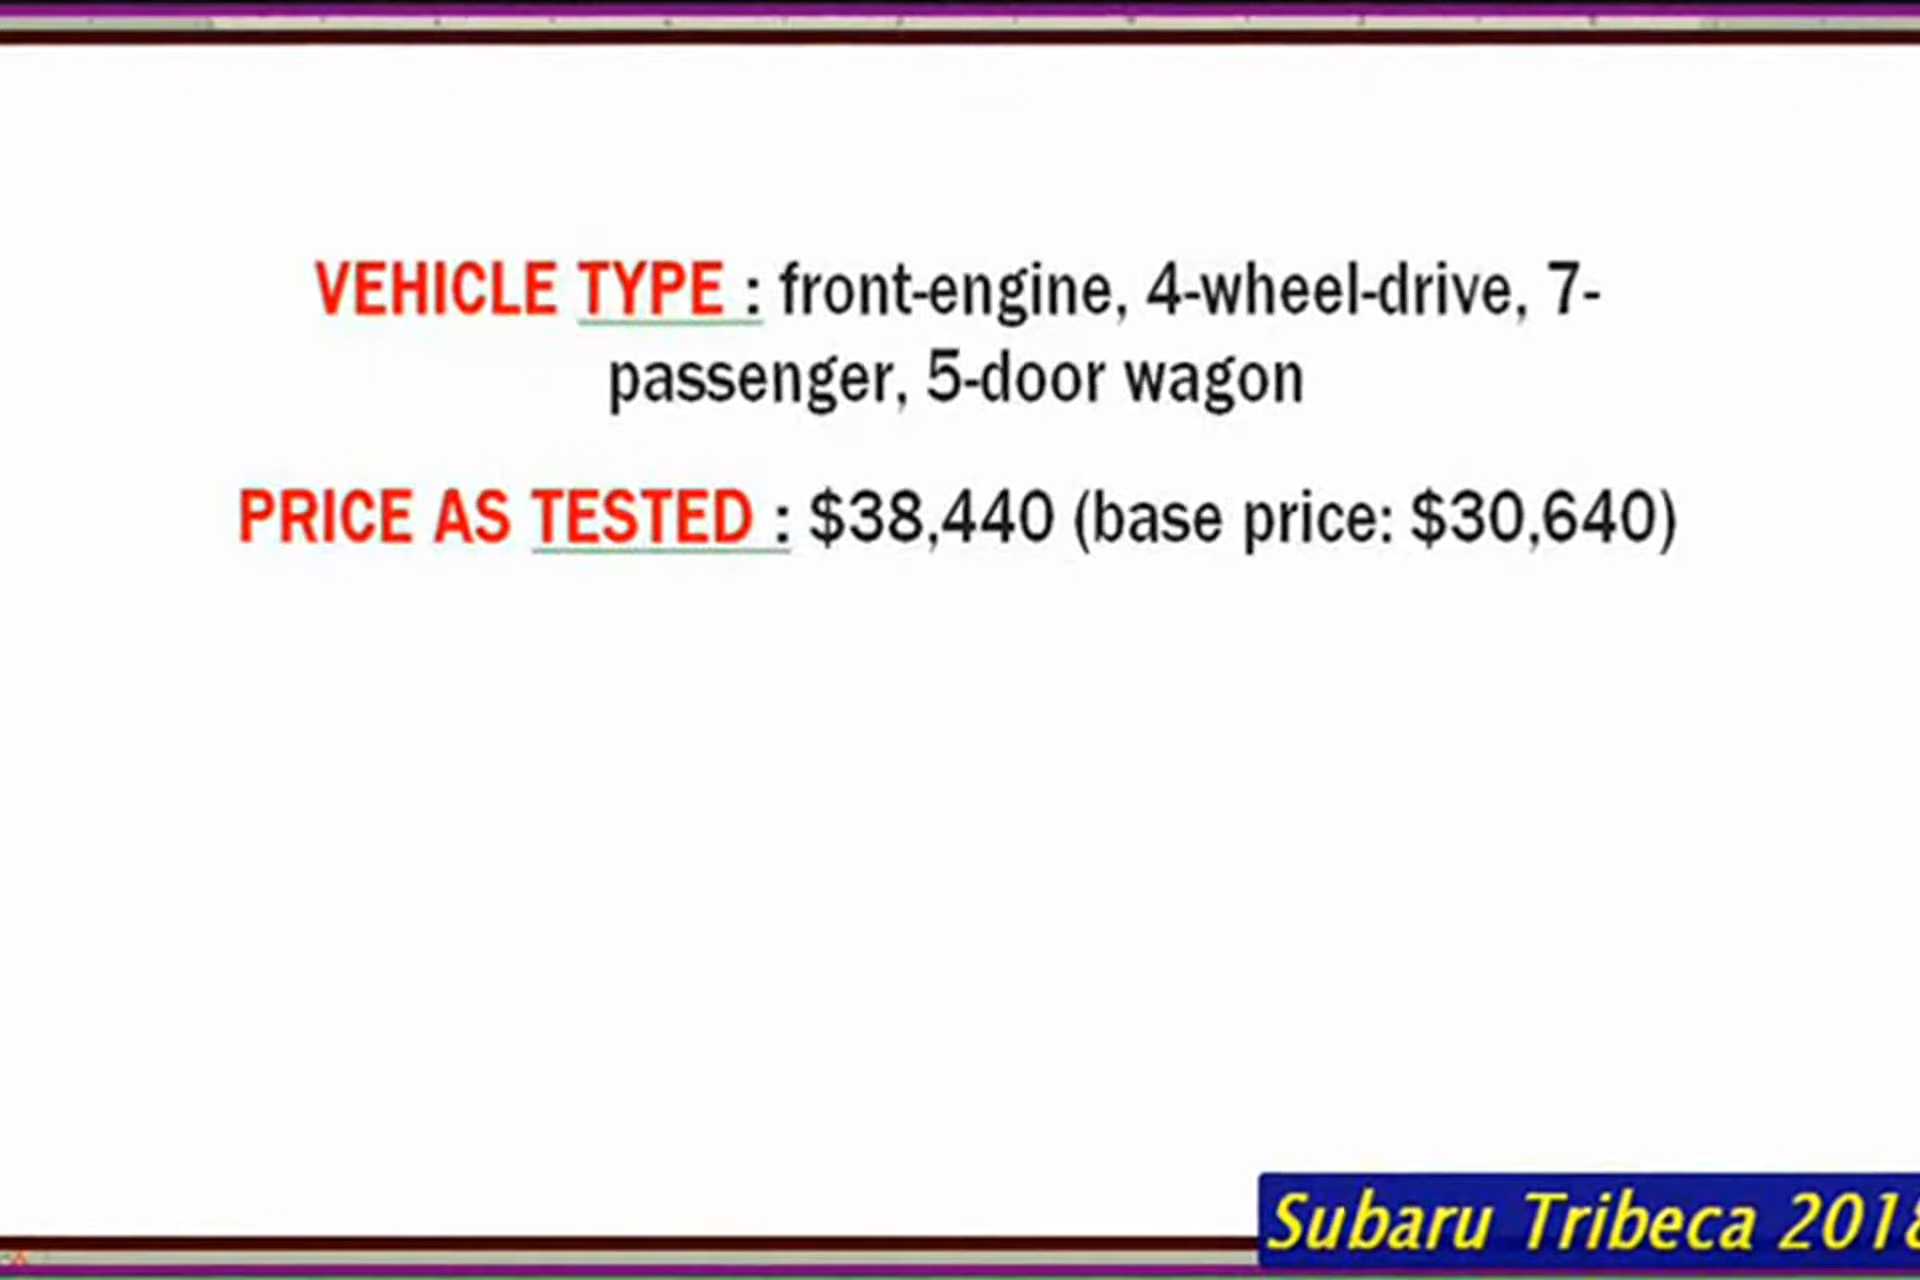 VEHICLE TYPE : front-engine, 4-wheel-drive, 7-
passenger, 5-door wagon
PRICE AS TESTED : $38,440 (base price: $30,640)
Subaru Tribeca 2018